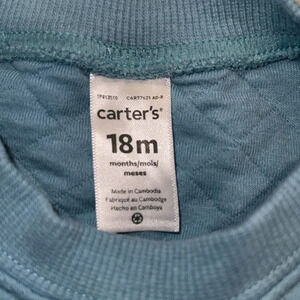 carter's®
18m
months/mois/
meses
Made in Cambodia
Fabriqué au Cambodge
Hecho en Camboya